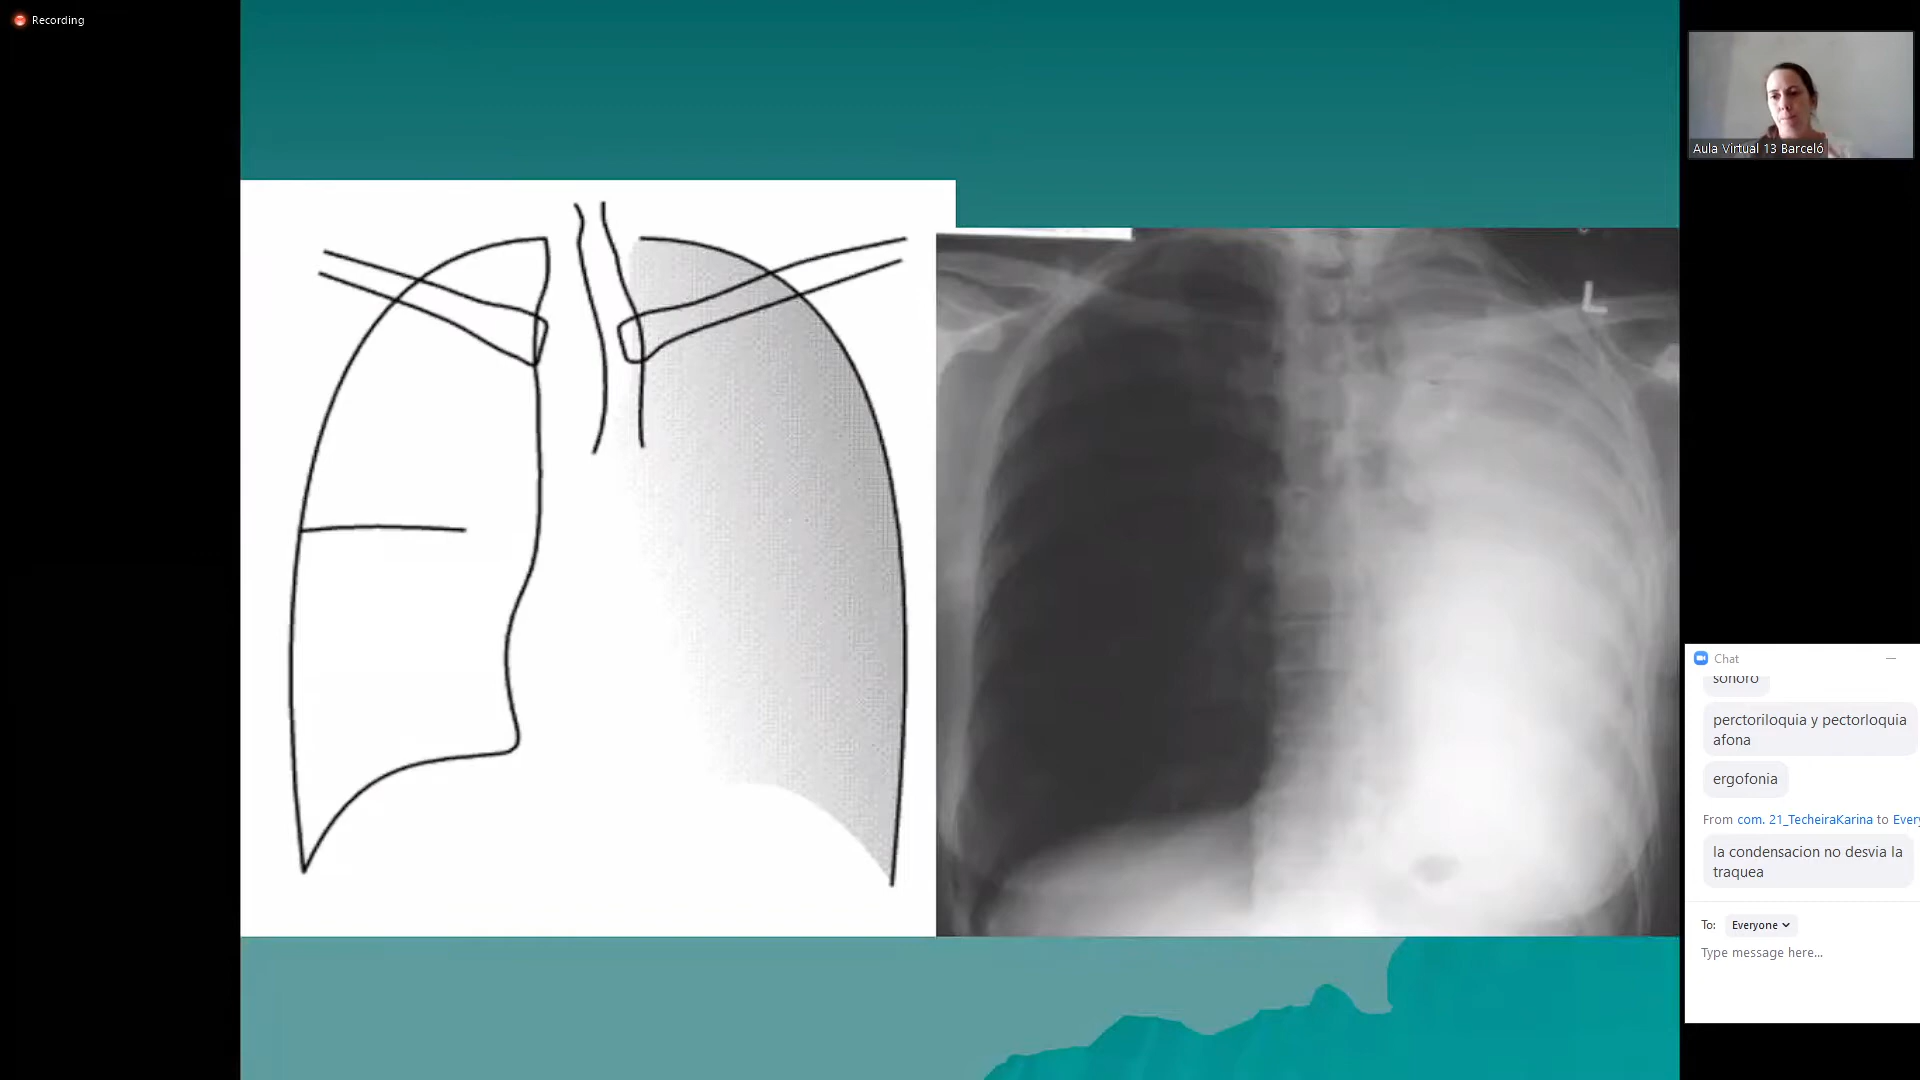 Recording
L
Aula Virtual 13 Barceló
Chat
sonoro
perctoriloquia y pectorloquia
afona
ergofonia
From com. 21_TecheiraKarina to Every
la condensacion no desvia la
traquea
To: Everyone
Type message here...